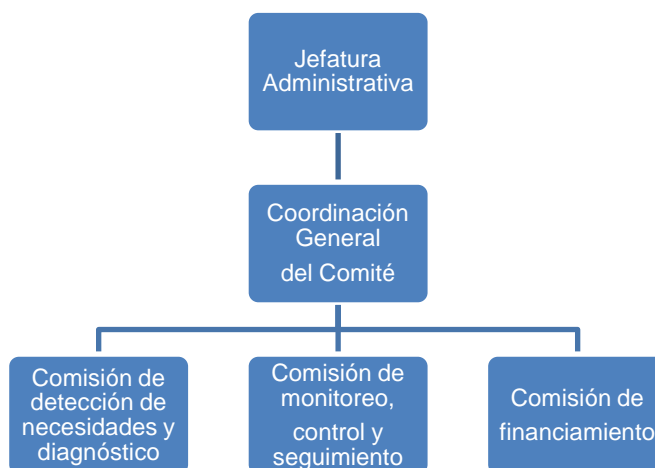 Jefatura
Administrativa
Coordinación
General
del Comité
Comisión de
detección de
necesidades y
diagnóstico
Comisión de
monitoreo,
control y
seguimiento
Comisión de
financiamiento